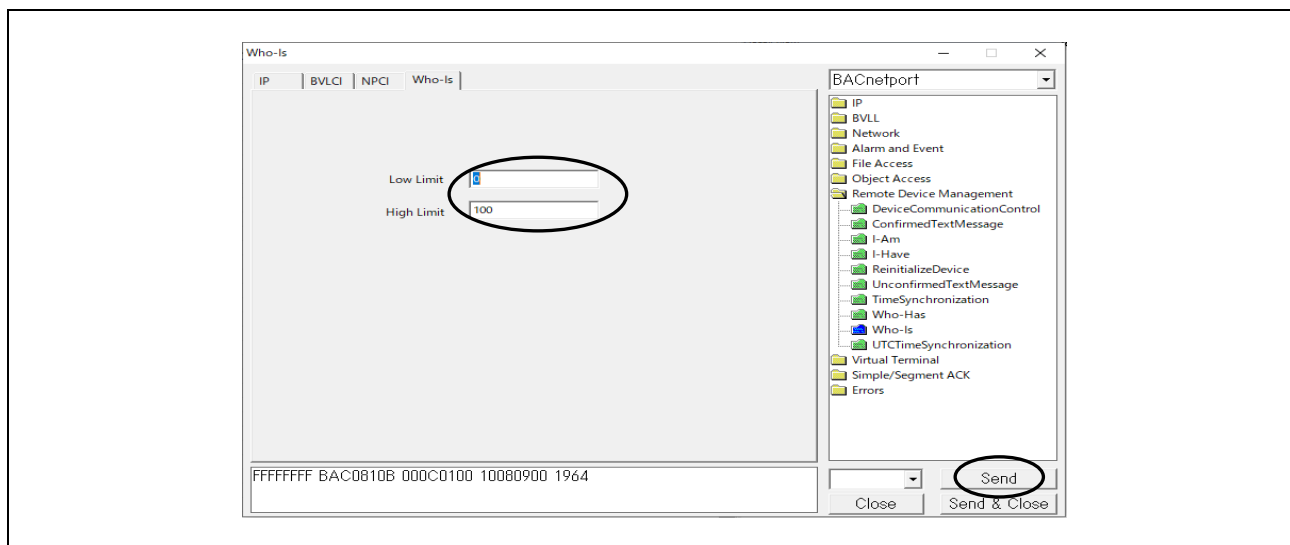 Who-Is
IP BVLCI NPCI Who-Is
Low Limit 0
High Limit 100
BACnetport
IP
BVLL
Network
Alarm and Event
File Access
Object Access
Remote Device Management
DeviceCommunicationControl
ConfirmedTextMessage
I-Am
I-Have
ReinitializeDevice
UnconfirmedTextMessage
TimeSynchronization
Who-Has
Who-Is
UTCTimeSynchronization
Virtual Terminal
Simple/Segment ACK
Errors
FFFFFFFF BAC0810B 000C0100 10080900 1964
Send
Close Send & Close